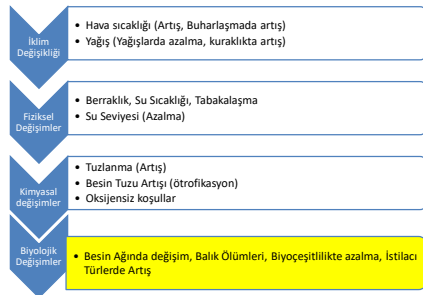 İklim
Değişikliği
• Hava sıcaklığı (Artış, Buharlaşmada artış)
• Yağış (Yağışlarda azalma, kuraklıkta artış)
Fiziksel
Değişimler
• Berraklık, Su Sıcaklığı, Tabakalaşma
• Su Seviyesi (Azalma)
Kimyasal
değişimler
• Tuzlanma (Artış)
• Besin Tuzu Artışı (ötrofikasyon)
• Oksijensiz koşullar
Biyolojik
Değişimler
• Besin Ağında değişim, Balık Ölümleri, Biyoçeşitlilikte azalma, İstilacı
Türlerde Artış